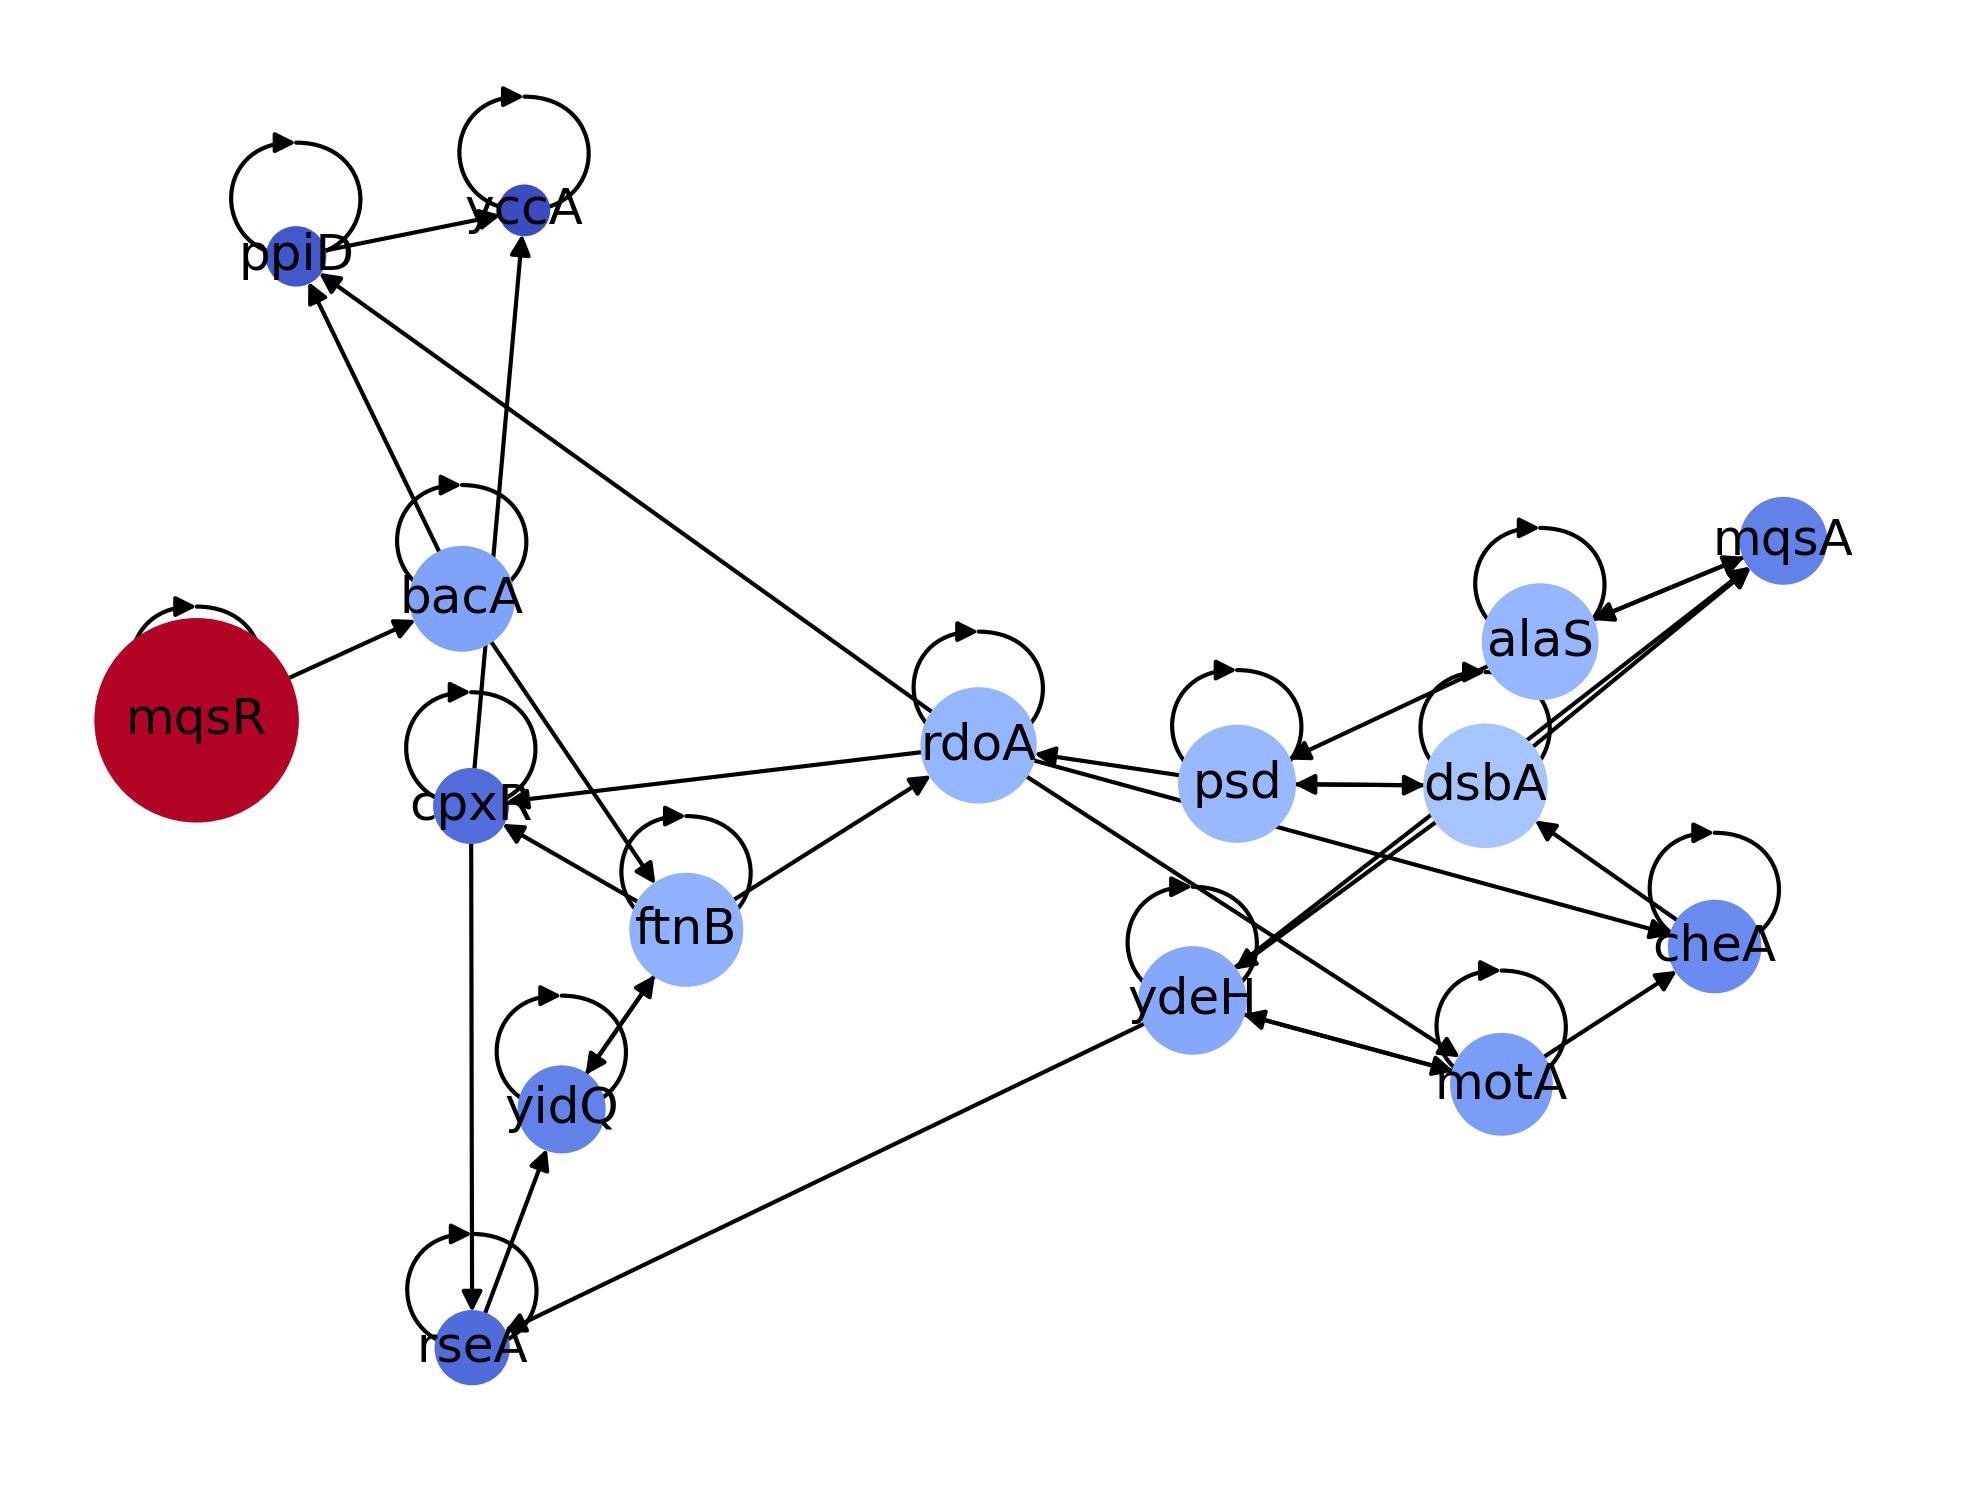 yccA
ppiD
mqsA
bacA
alaS
mqsR
rdoA
psd
dsbA
cpxR
ftnB
cheA
ydeH
motA
yidQ
rseA